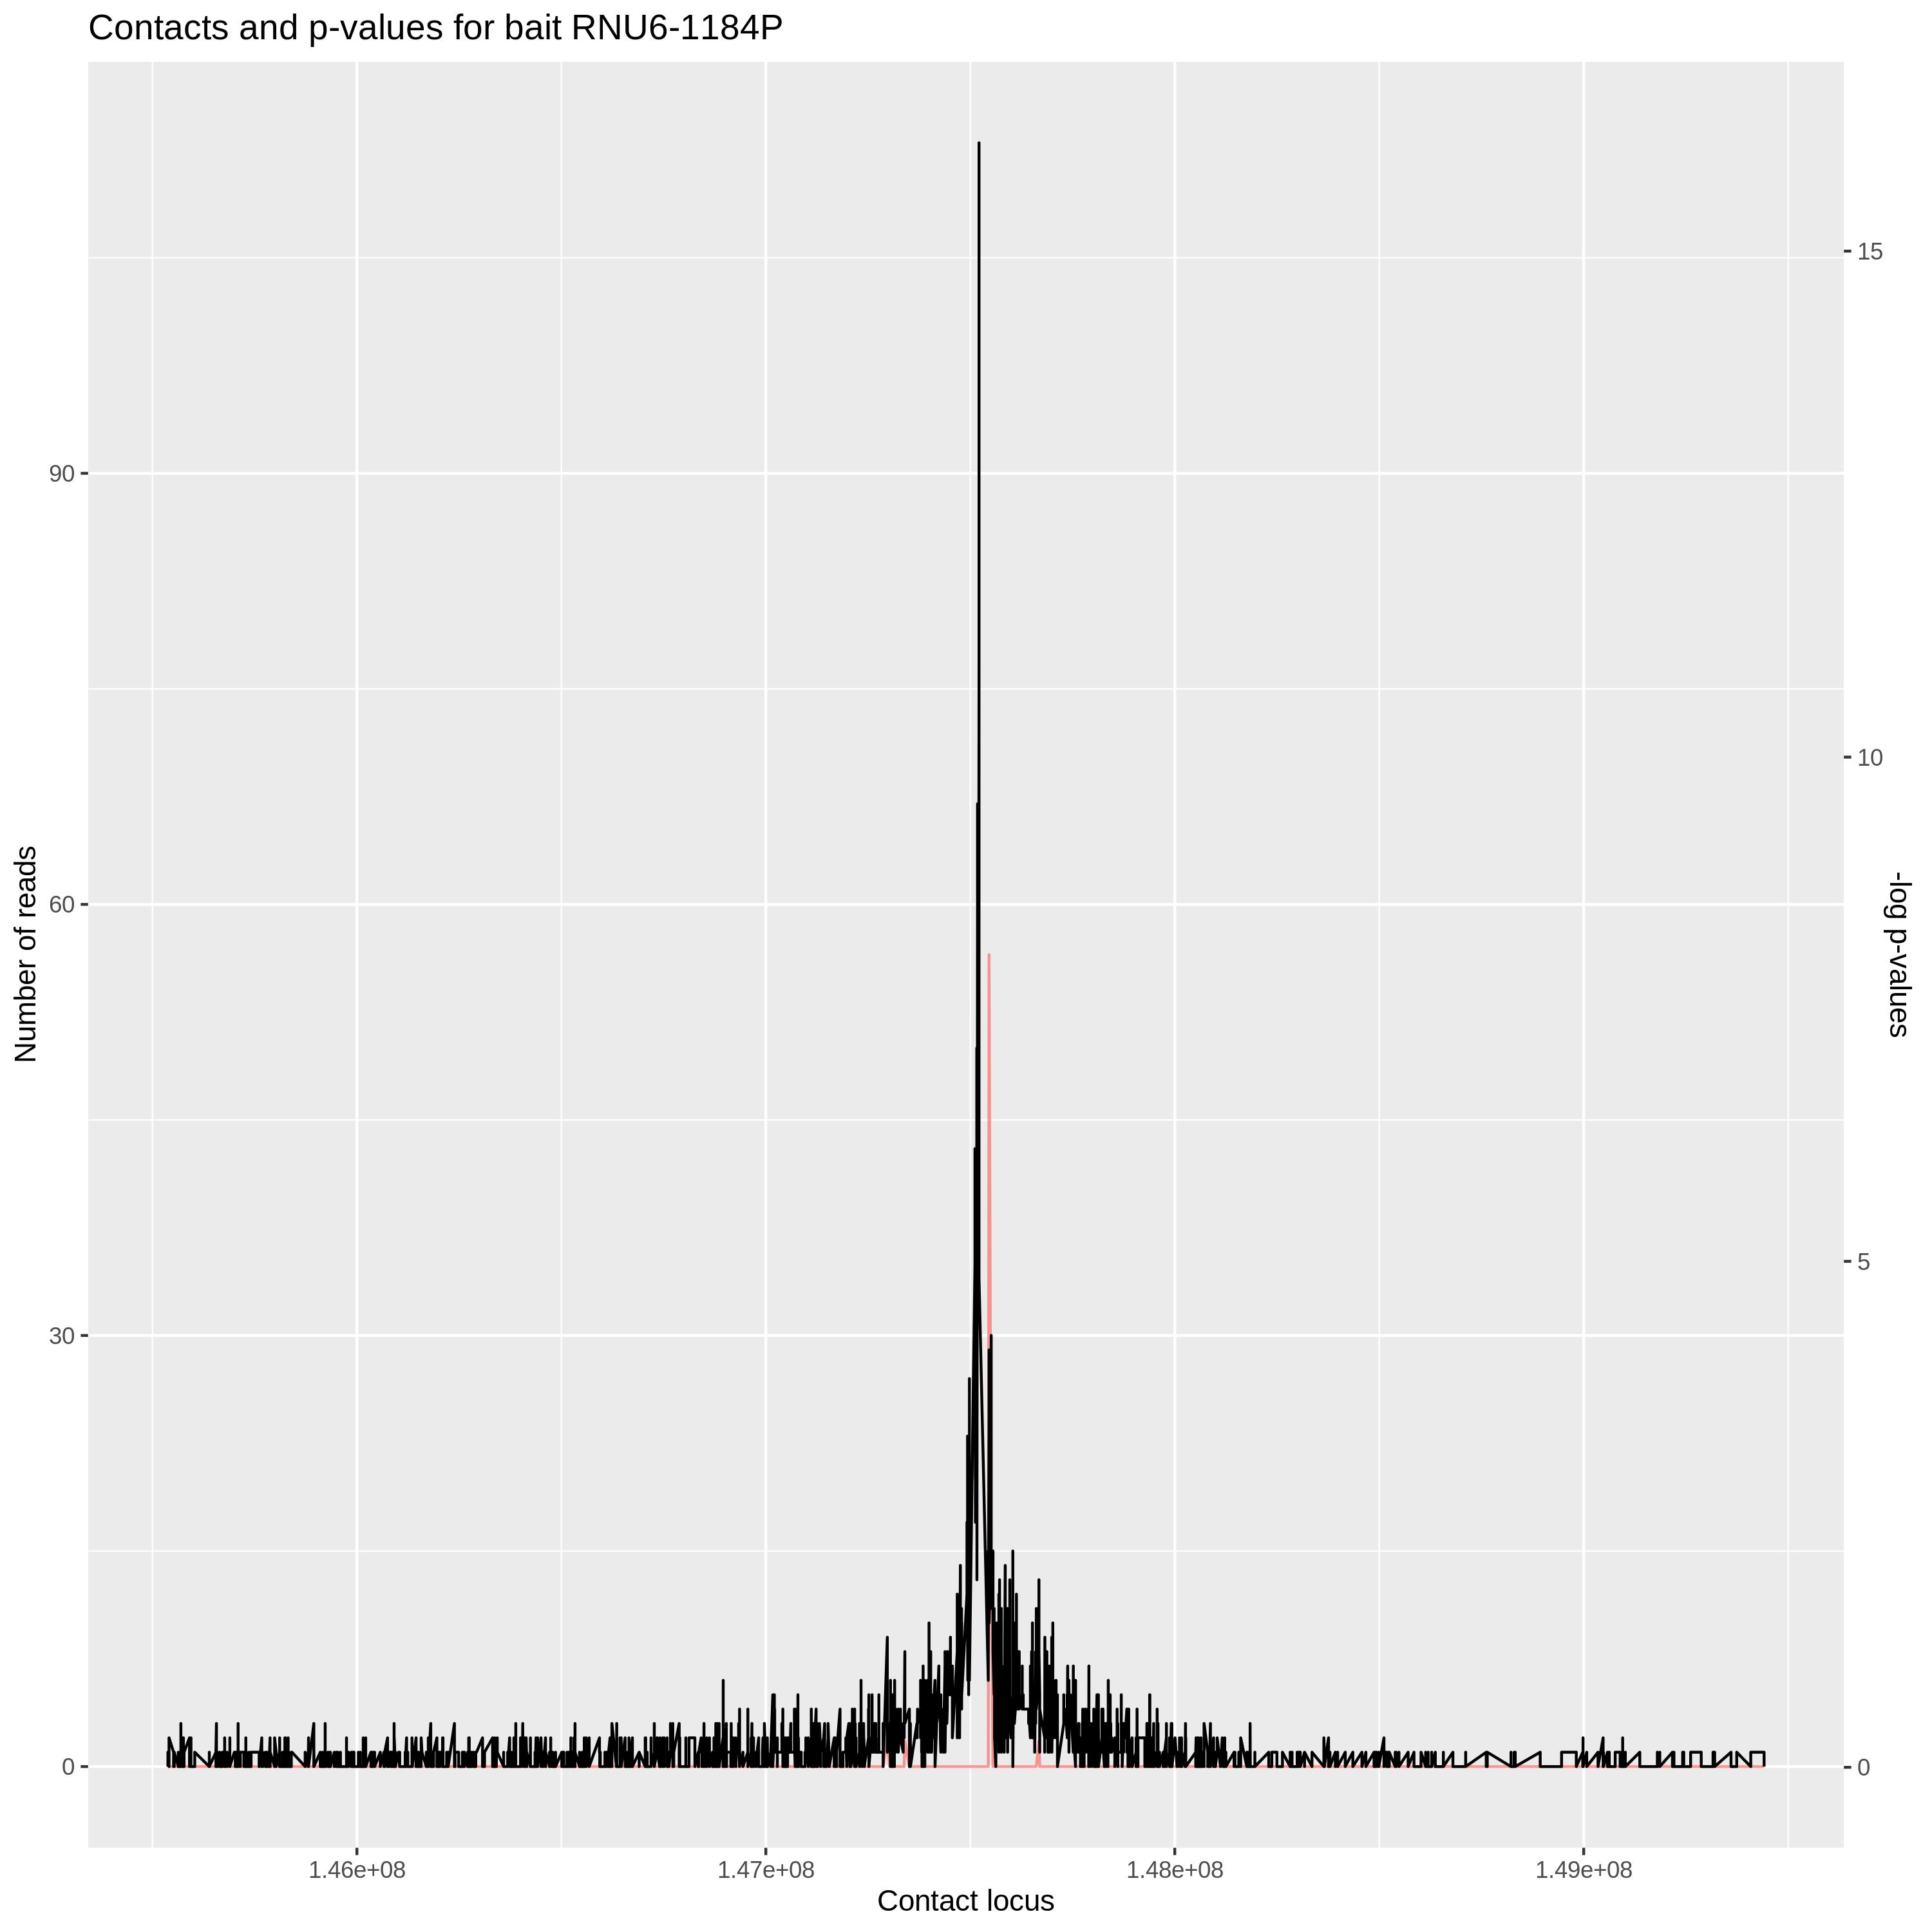 Contacts and p-values for bait RNU6-1184P
Number of reads
90
60
30
0
15
10
5
0
-log p-values
1.46e+08
1.47e+08
1.48e+08
1.49e+08
Contact locus